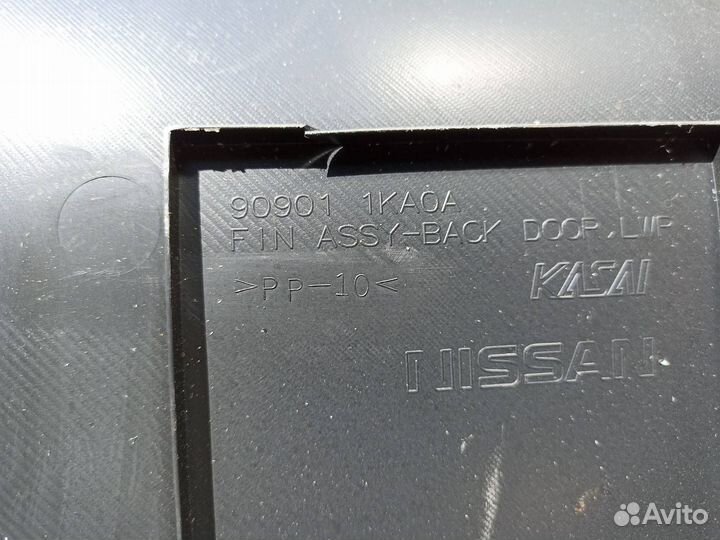 90901 1KA0A
FIN ASSY-BACK DOOR,LWR
>PP-10<
KASAI
NISSAN
Avito